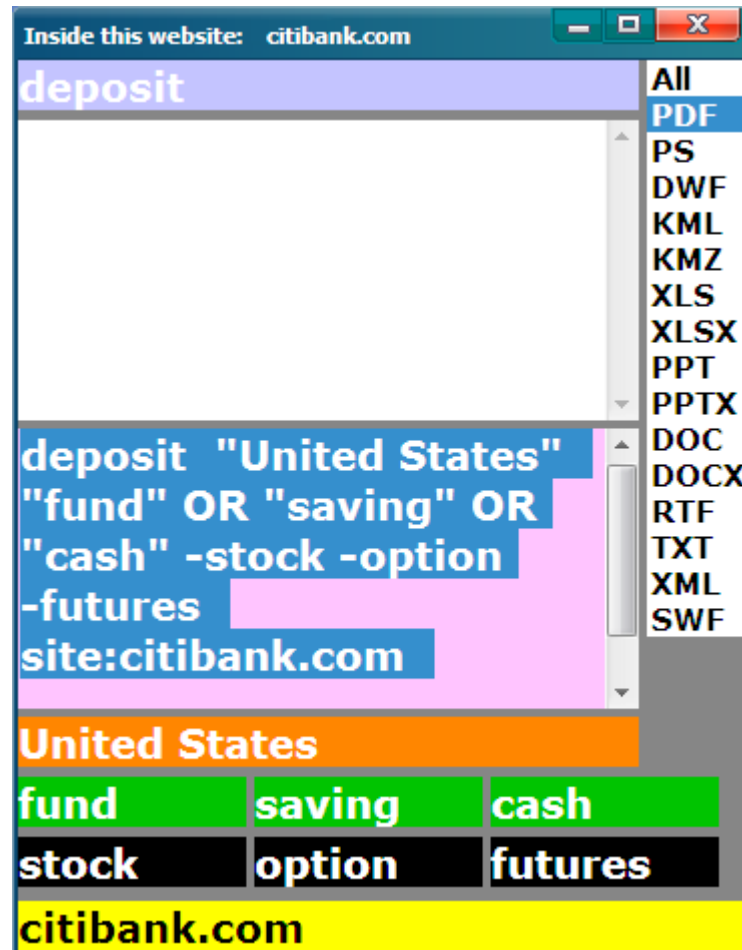 Inside this website: citibank.com
deposit
All
PDF
PS
DWF
KML
KMZ
XLS
XLSX
PPT
PPTX
DOC
DOCX
RTF
TXT
XML
SWF
deposit "United States"
"fund" OR "saving" OR
"cash" -stock -option
-futures
site:citibank.com
United States
fund saving cash
stock option futures
citibank.com